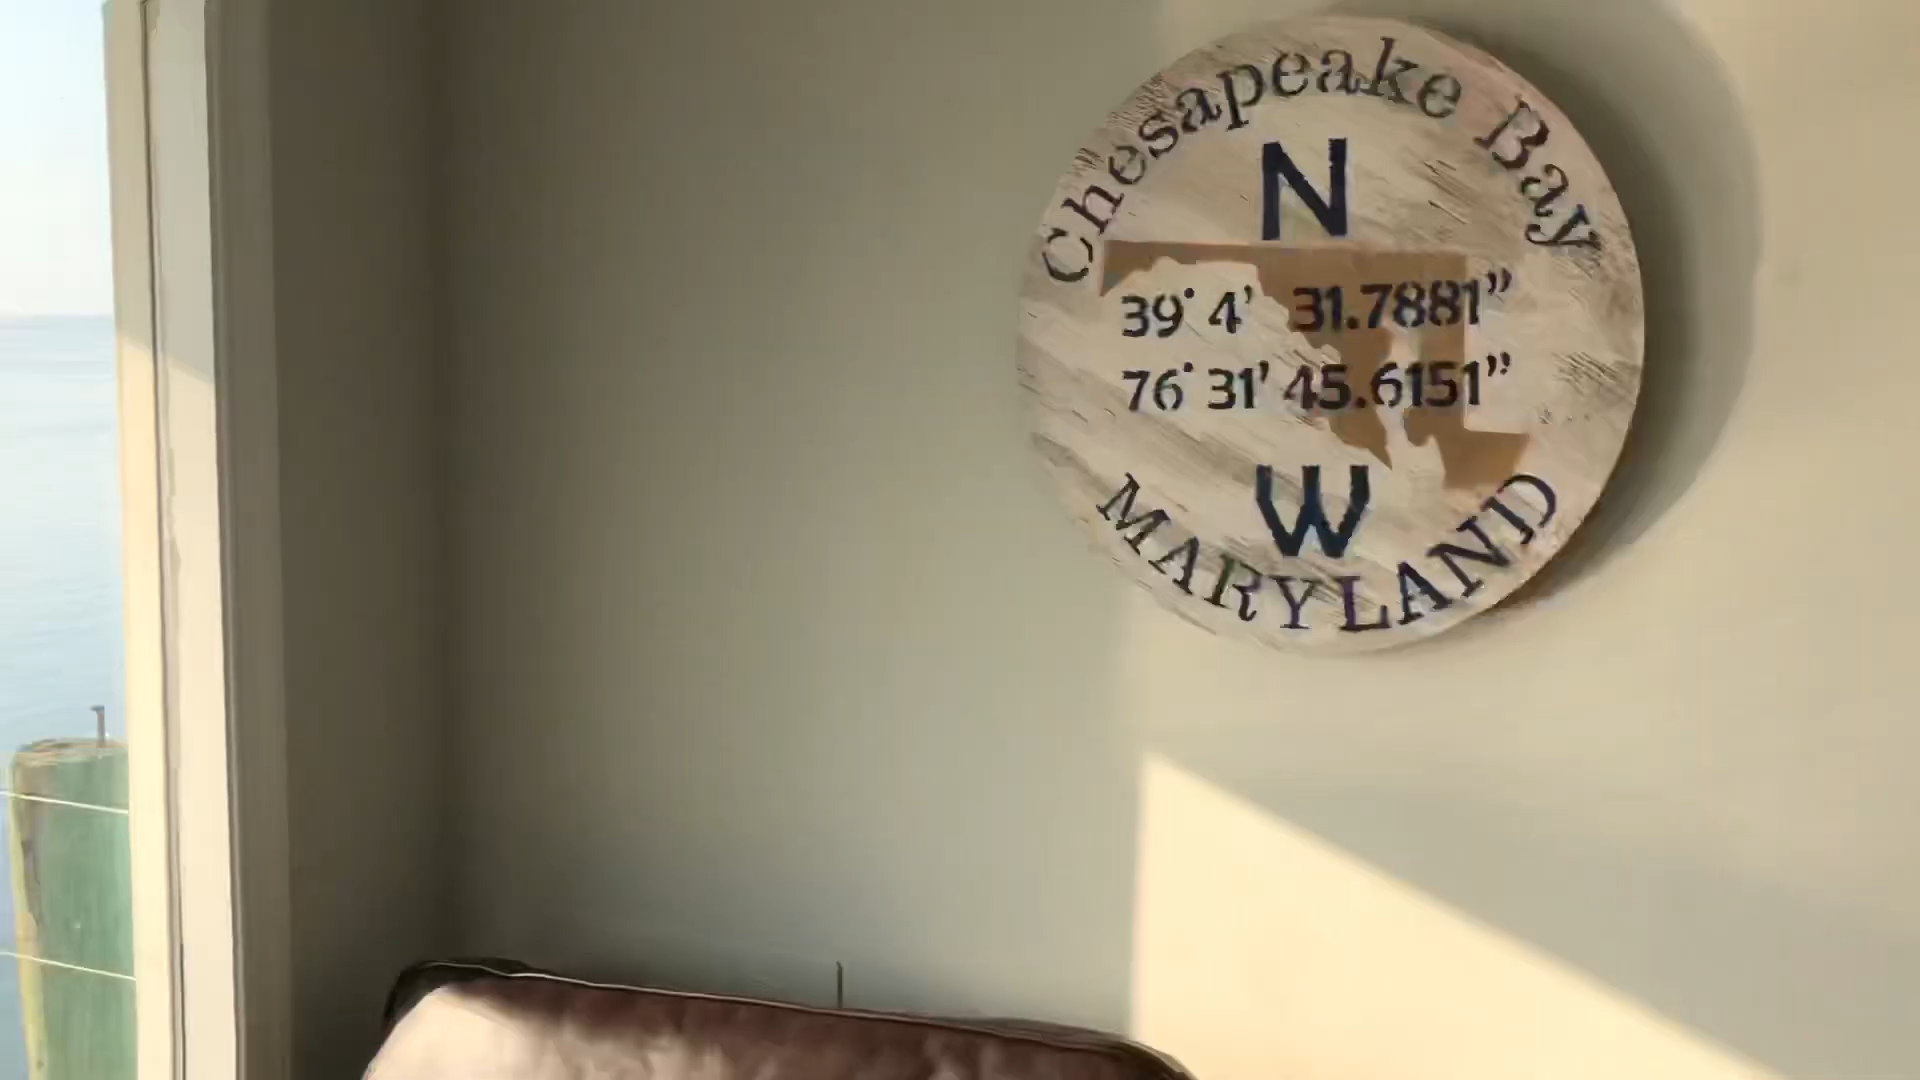 Chesapeake Bay
N
39° 4' 31.7881"
76° 31' 45.6151"
W
MARYLAND